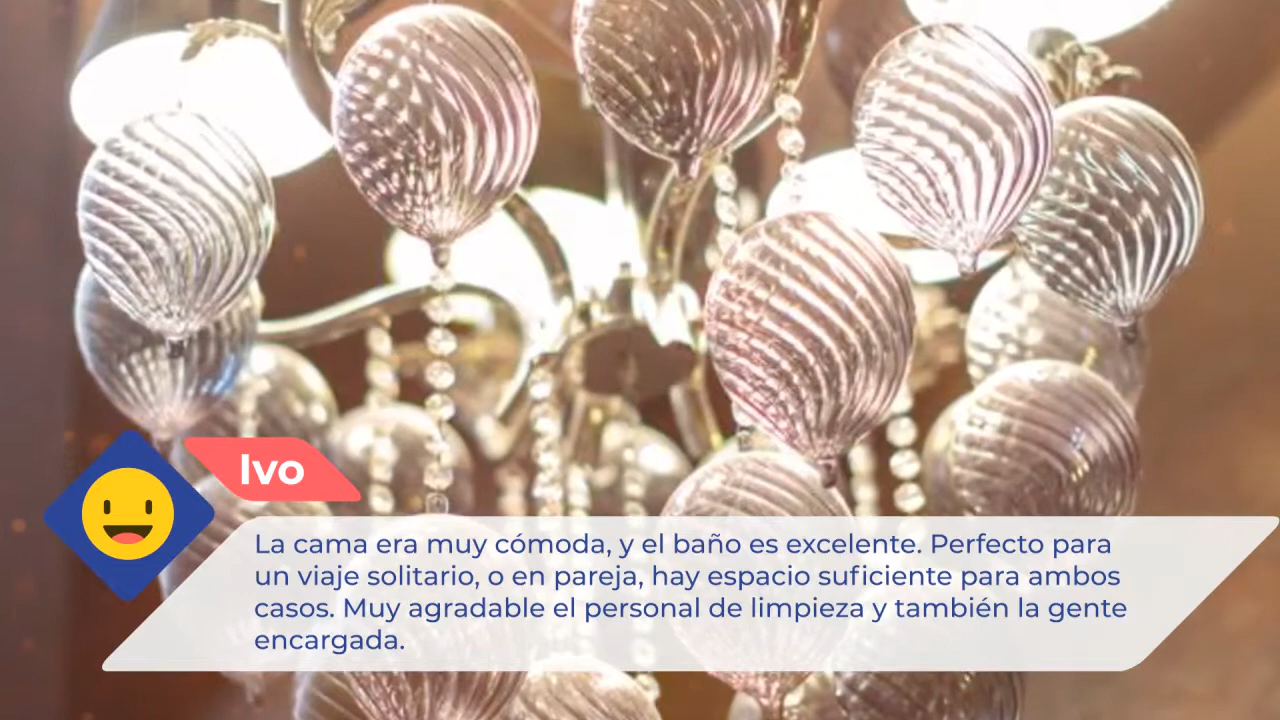 Ivo
La cama era muy cómoda, y el baño es excelente. Perfecto para
un viaje solitario, o en pareja, hay espacio suficiente para ambos
casos. Muy agradable el personal de limpieza y también la gente
encargada.